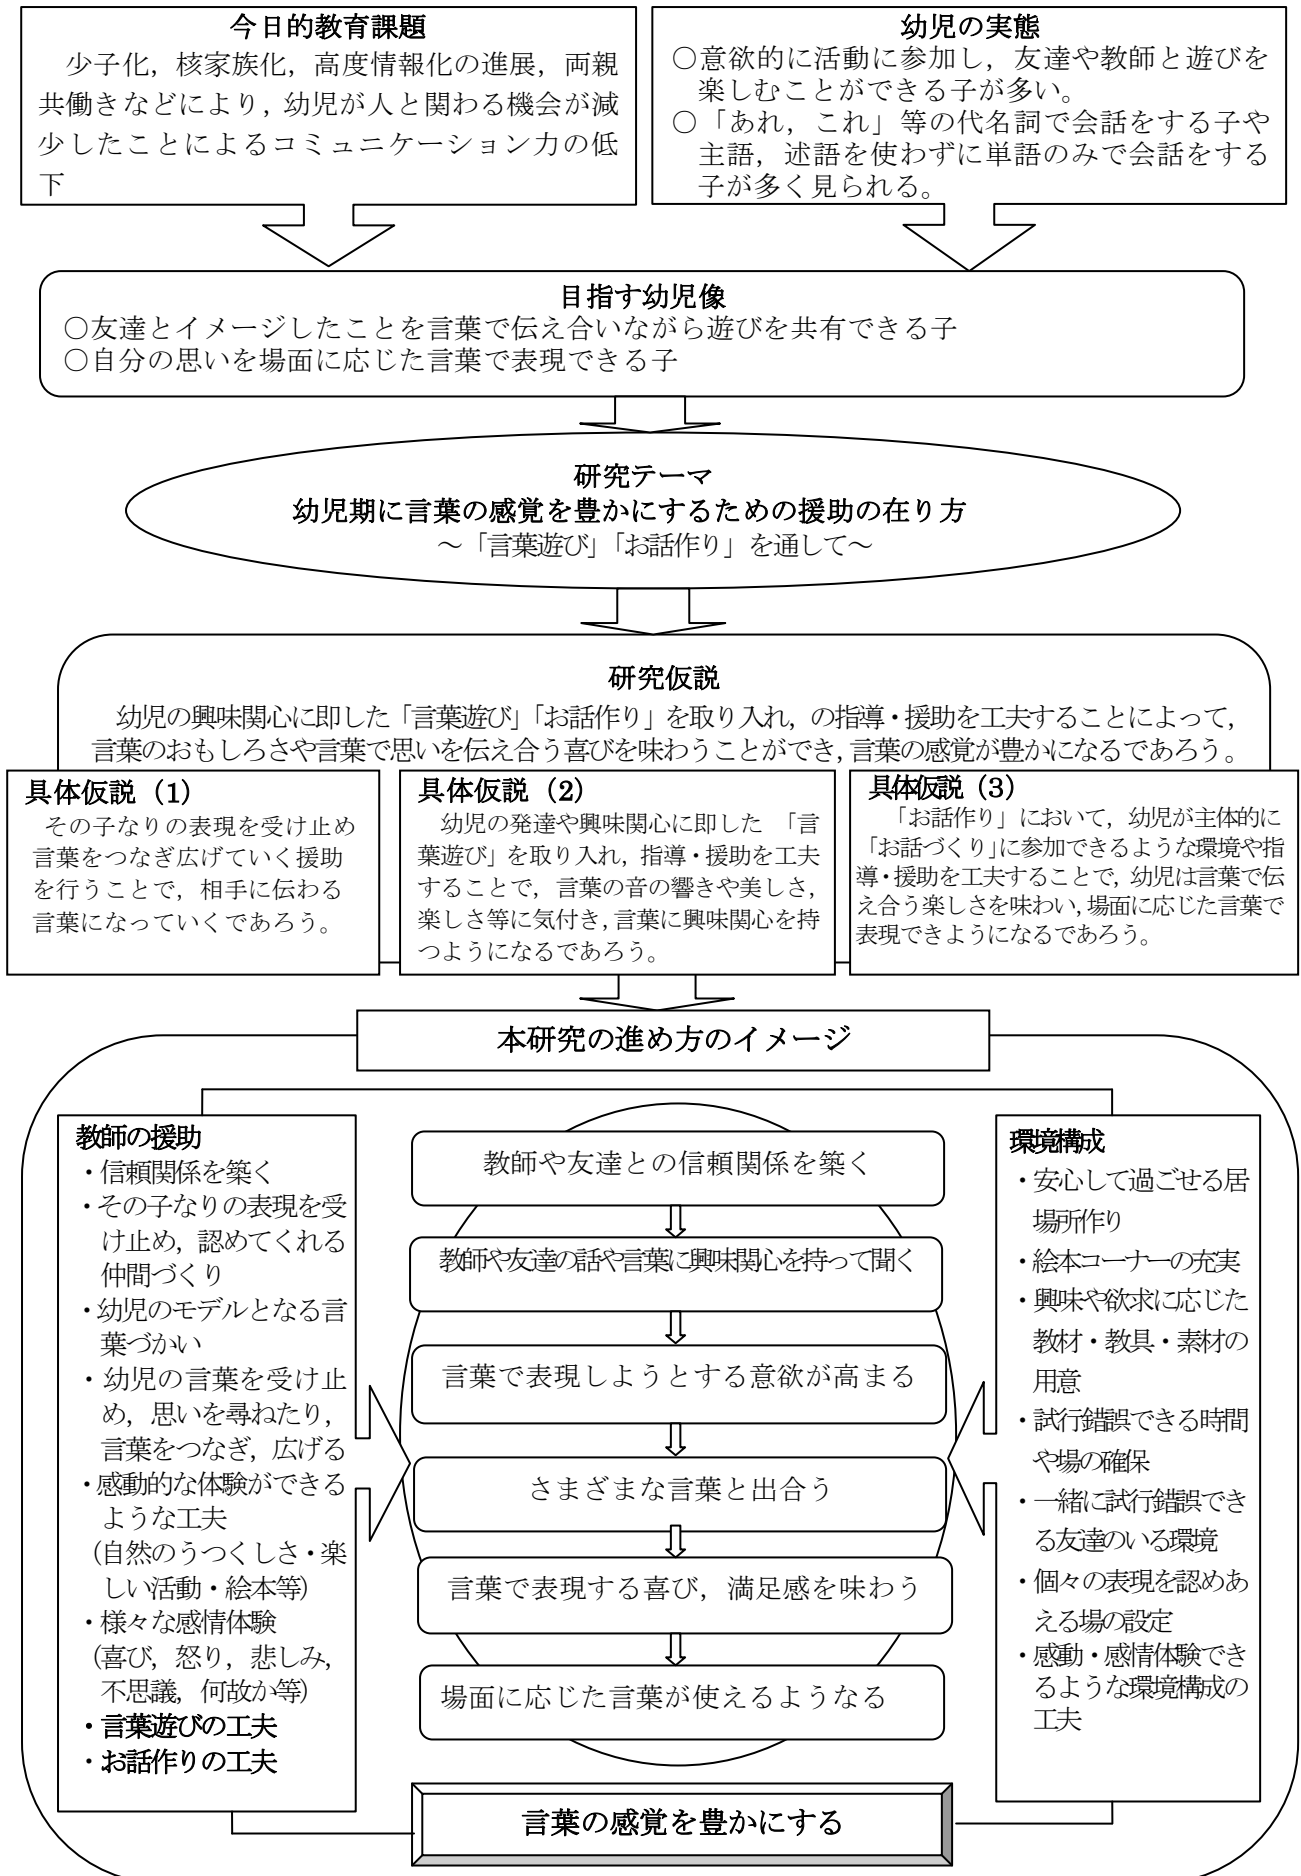 今日的教育課題
少子化，核家族化，高度情報化の進展，両親
共働きなどにより，幼児が人と関わる機会が減
少したことによるコミュニケーション力の低
下
幼児の実態
○意欲的に活動に参加し，友達や教師と遊びを
楽しむことができる子が多い。
○「あれ，これ」等の代名詞で会話をする子や
主語，述語を使わずに単語のみで会話をする
子が多く見られる。
目指す幼児像
○友達とイメージしたことを言葉で伝え合いながら遊びを共有できる子
○自分の思いを場面に応じた言葉で表現できる子
研究テーマ
幼児期に言葉の感覚を豊かにするための援助の在り方
～「言葉遊び」「お話作り」を通して～
研究仮説
幼児の興味関心に即した「言葉遊び」「お話作り」を取り入れ，の指導・援助を工夫することによって，
言葉のおもしろさや言葉で思いを伝え合う喜びを味わうことができ，言葉の感覚が豊かになるであろう。
具体仮説（1）
その子なりの表現を受け止め
言葉をつなぎ広げていく援助
を行うことで，相手に伝わる
言葉になっていくであろう。
具体仮説（2）
幼児の発達や興味関心に即した 「言
葉遊び」を取り入れ，指導・援助を工夫
することで，言葉の音の響きや美しさ，
楽しさ等に気付き，言葉に興味関心を持
つようになるであろう。
具体仮説（3）
「お話作り」において，幼児が主体的に
「お話づくり」に参加できるような環境や指
導・援助を工夫することで，幼児は言葉で伝
え合う楽しさを味わい，場面に応じた言葉で
表現できようになるであろう。
本研究の進め方のイメージ
教師の援助
・信頼関係を築く
・その子なりの表現を受
け止め，認めてくれる
仲間づくり
・幼児のモデルとなる言
葉づかい
・幼児の言葉を受け止
め，思いを尋ねたり，
言葉をつなぎ，広げる
・感動的な体験ができる
ような工夫
（自然のうつくしさ・楽
しい活動・絵本等）
・様々な感情体験
（喜び，怒り，悲しみ，
不思議，何故か等）
・言葉遊びの工夫
・お話作りの工夫
教師や友達との信頼関係を築く
教師や友達の話や言葉に興味関心を持って聞く
言葉で表現しようとする意欲が高まる
さまざまな言葉と出合う
言葉で表現する喜び，満足感を味わう
場面に応じた言葉が使えるようなる
環境構成
・安心して過ごせる居
場所作り
・絵本コーナーの充実
・興味や欲求に応じた
教材・教具・素材の
用意
・試行錯誤できる時間
や場の確保
・一緒に試行錯誤でき
る友達のいる環境
・個々の表現を認めあ
える場の設定
・感動・感情体験でき
るような環境構成の
工夫
言葉の感覚を豊かにする